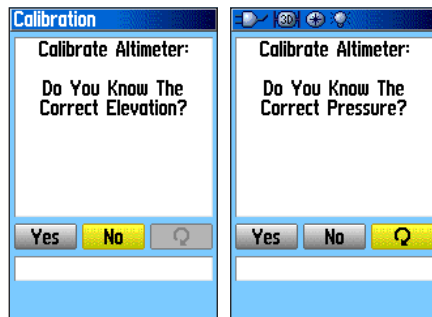 Calibration
Calibrate Altimeter:
Do You Know The
Correct Elevation?
Yes No
3D
Calibrate Altimeter:
Do You Know The
Correct Pressure?
Yes No